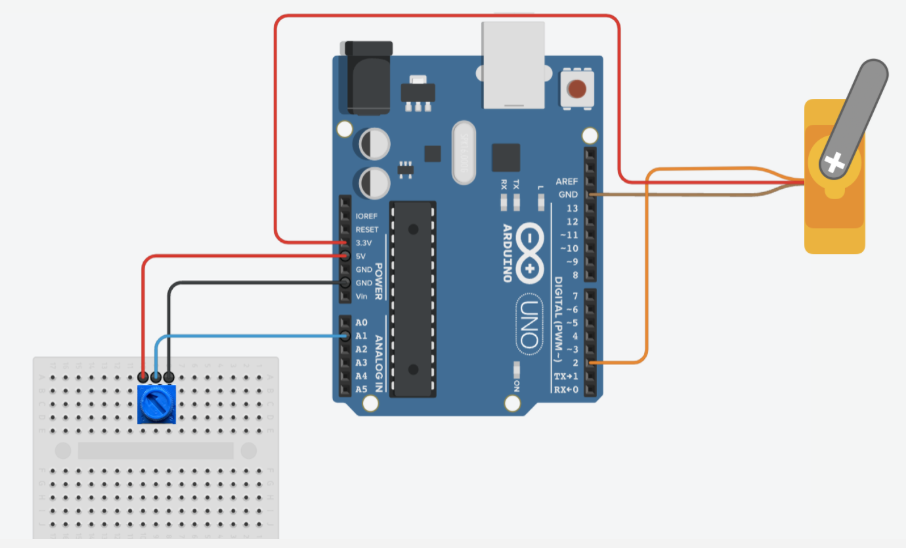 IOREF
RESET
3.3V
5V
GND
GND
Vin
POWER
A0
A1
A2
A3
A4
A5
ANALOG IN
RX
TX
L
ARDUINO
UNO
ON
AREF
GND
13
12
~11
~10
~9
8
7
~6
~5
4
~3
2
TX→1
RX←0
DIGITAL (PWM~)